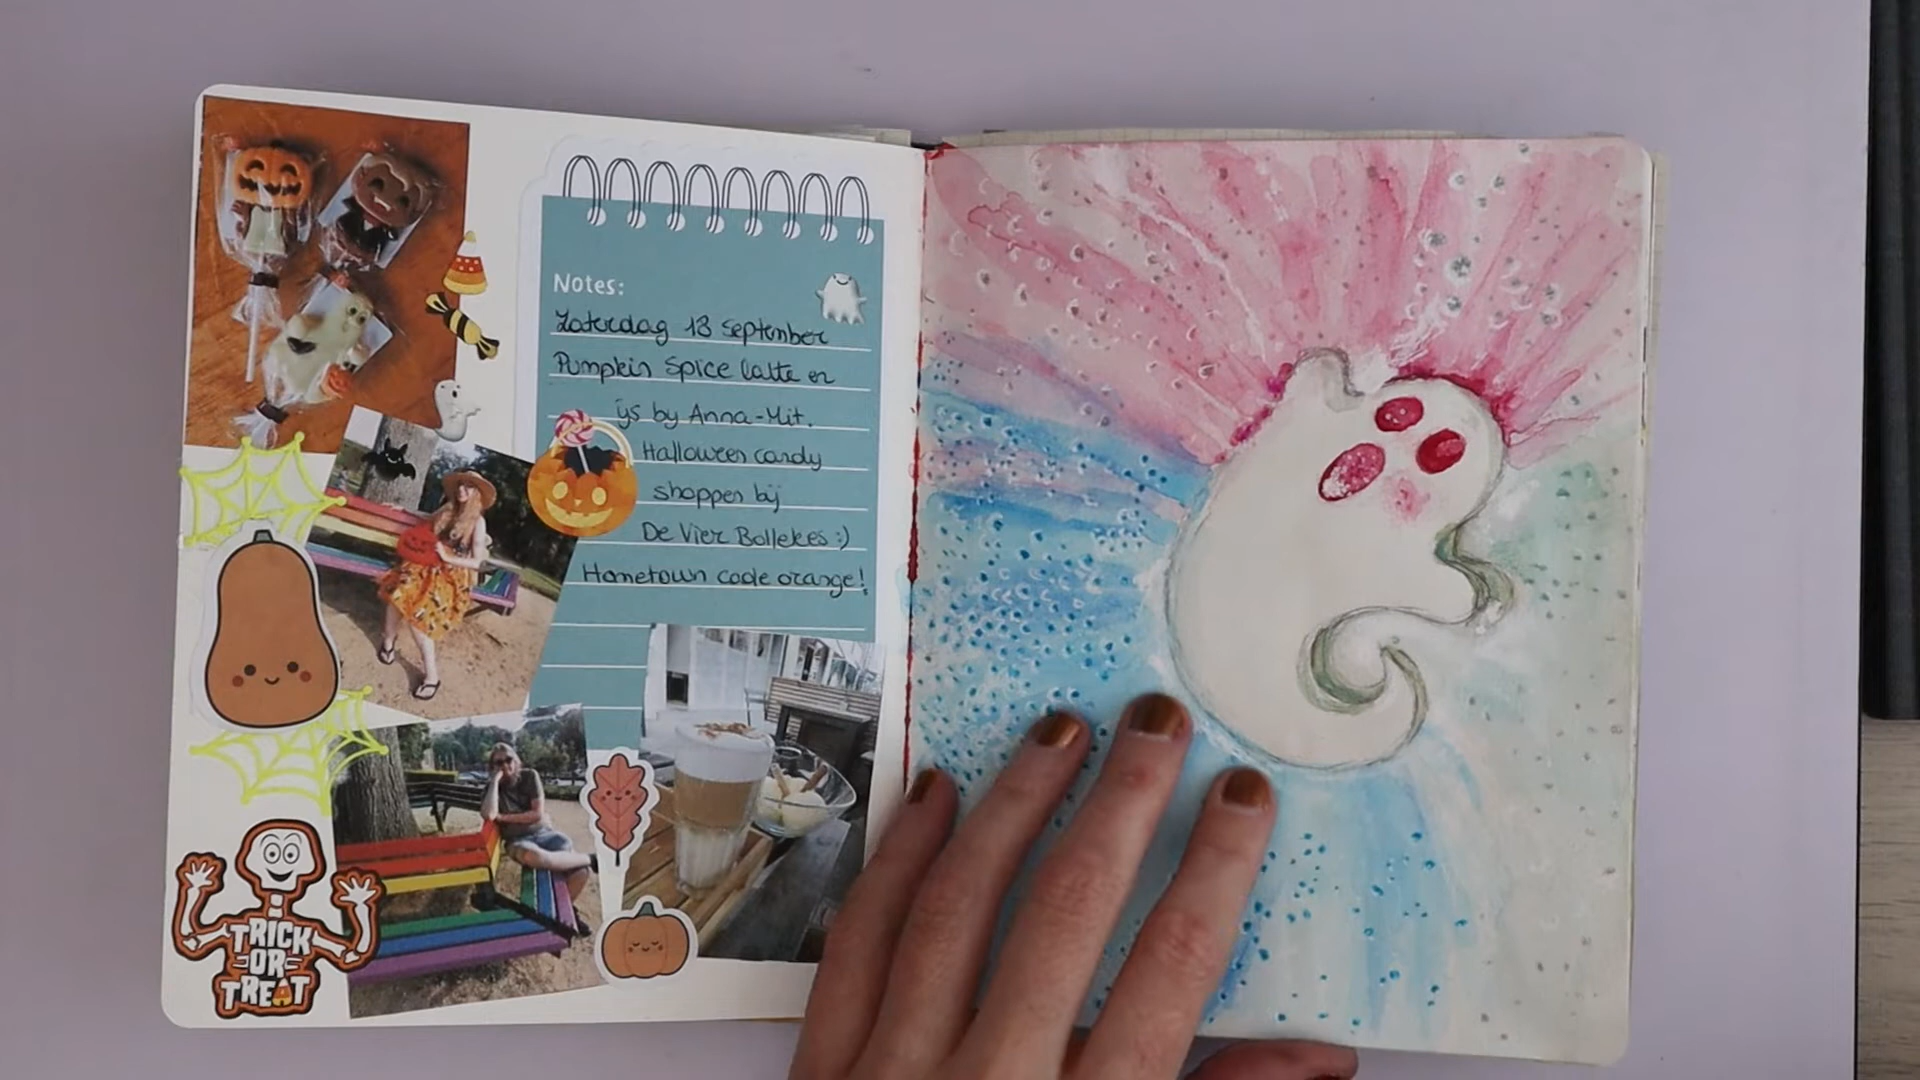 Notes:
Zaterdag 13 September
Pumpkin Spice latte en
ijs by Anna-Mit.
Halloween candy
shoppen bij
De Vier Bollekes :)
Hometown code orange!
TRICK
OR
TREAT